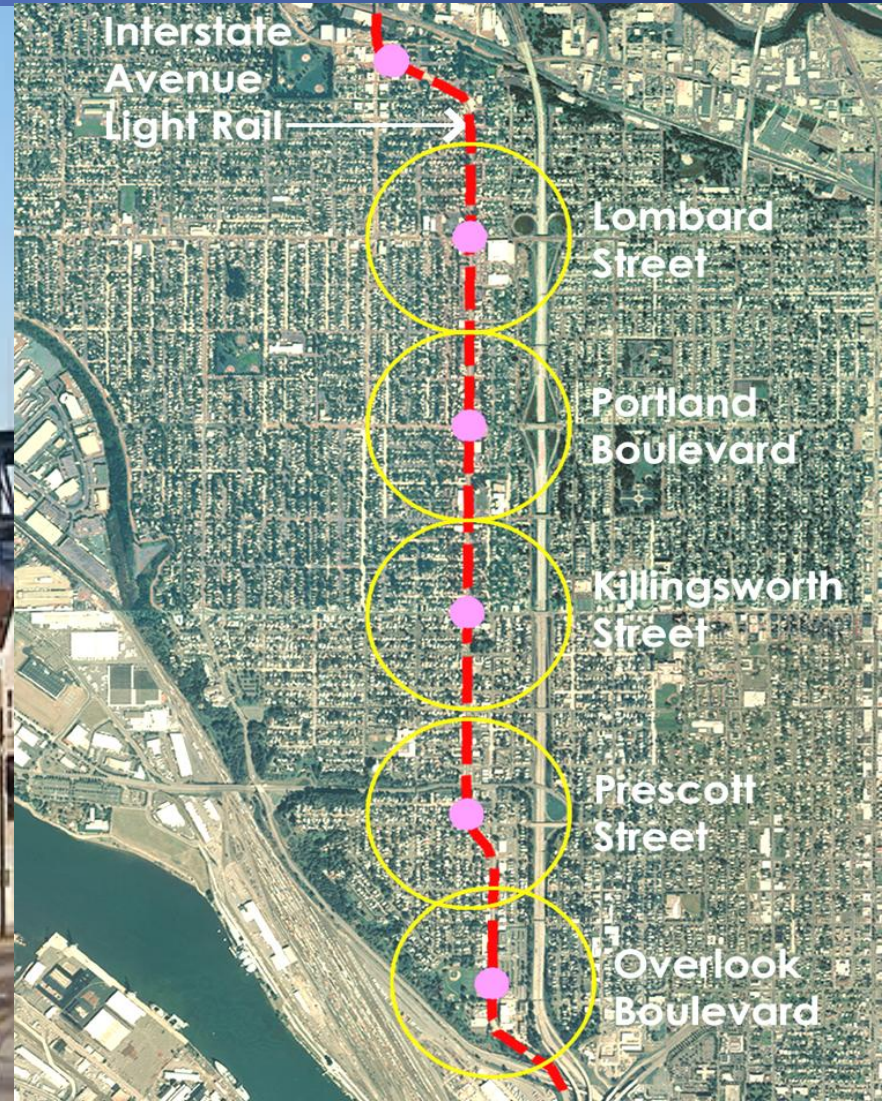 Interstate
Avenue
Light Rail
Lombard
Street
Portland
Boulevard
Killingsworth
Street
Prescott
Street
Overlook
Boulevard